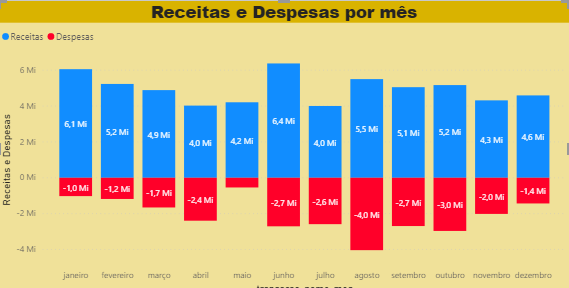 Receitas e Despesas por mês
Receitas Despesas
Receitas e Despesas
6 Mi
4 Mi
2 Mi
0 Mi
-2 Mi
-4 Mi
6,1 Mi 5,2 Mi 4,9 Mi 4,0 Mi 4,2 Mi 6,4 Mi 4,0 Mi 5,5 Mi 5,1 Mi 5,2 Mi 4,3 Mi 4,6 Mi
-1,0 Mi -1,2 Mi -1,7 Mi -2,4 Mi -2,7 Mi -2,6 Mi -4,0 Mi -2,7 Mi -3,0 Mi -2,0 Mi -1,4 Mi
janeiro fevereiro março abril maio junho julho agosto setembro outubro novembro dezembro